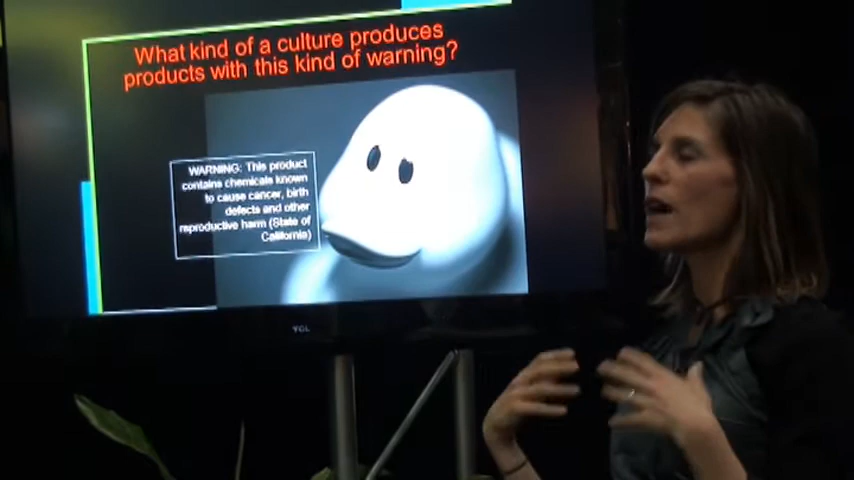 What kind of a culture produces
products with this kind of warning?
WARNING: This product
contains chemicals known
to cause cancer, birth
defects and other
reproductive harm (State of
California)
TCL